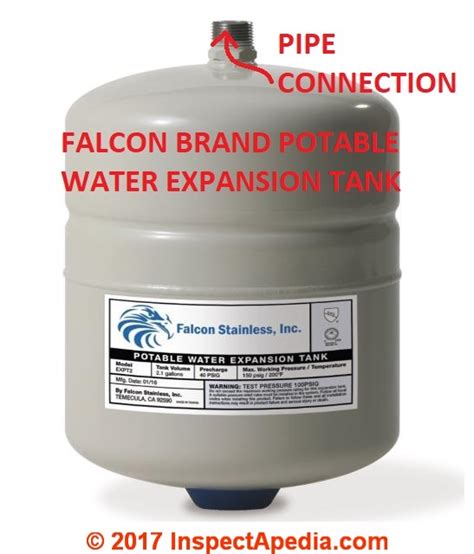 PIPE
CONNECTION
FALCON BRAND POTABLE
WATER EXPANSION TANK
Falcon Stainless, Inc.
POTABLE WATER EXPANSION TANK
Model
EXPT2
Tank Volume
2.1 gallons
Precharge
40 PSIG
Max. Working Pressure / Temperature
150 psig / 200°F
Mfg. Date: 01/16
By Falcon Stainless, Inc.
TEMECULA, CA 92590
WARNING: TEST PRESSURE 100PSIG
© 2017 InspectApedia.com